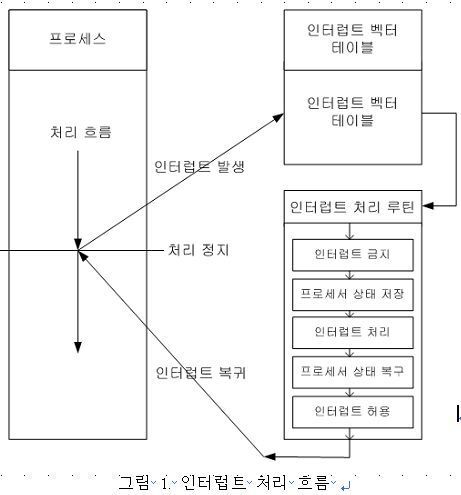 프로세스
인터럽트 벡터
테이블
인터럽트 벡터
테이블
처리 흐름
인터럽트 발생
인터럽트 처리 루틴
처리 정지
인터럽트 금지
프로세서 상태 저장
인터럽트 처리
프로세서 상태 복구
인터럽트 복귀
인터럽트 허용
그림 1. 인터럽트 처리 흐름